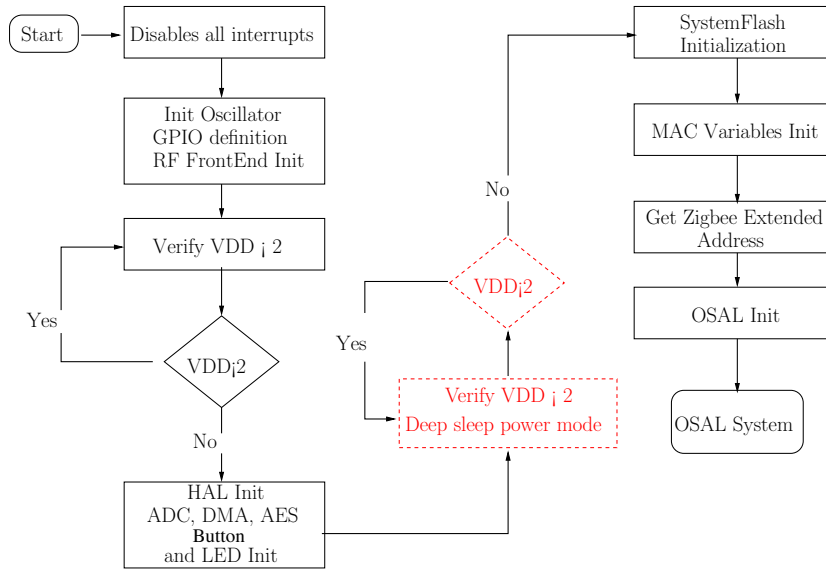 Start
Disables all interrupts
Init Oscillator
GPIO definition
RF FrontEnd Init
Verify VDD ¡ 2
Yes
VDD¡2
No
HAL Init
ADC, DMA, AES
Button
and LED Init
No
VDD¡2
Yes
Verify VDD ¡ 2
Deep sleep power mode
SystemFlash
Initialization
MAC Variables Init
Get Zigbee Extended
Address
OSAL Init
OSAL System